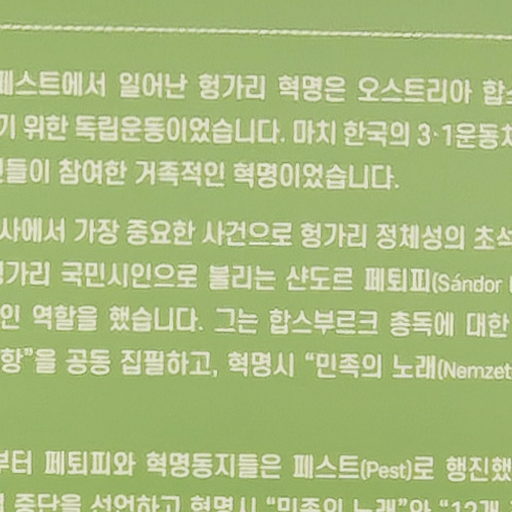 페스트에서 일어난 헝가리 혁명은 오스트리아 합스
기 위한 독립운동이었습니다. 마치 한국의 3·1운동처
들이 참여한 거족적인 혁명이었습니다.
사에서 가장 중요한 사건으로 헝가리 정체성의 초석
헝가리 국민시인으로 불리는 샨도르 페퇴피(Sándor
인 역할을 했습니다. 그는 합스부르크 총독에 대한
항”을 공동 집필하고, 혁명시 “민족의 노래(Nemzet
부터 페퇴피와 혁명동지들은 페스트(Pest)로 행진했
중단을 선언하고 혁명시 “민족의 노래”와 “12개